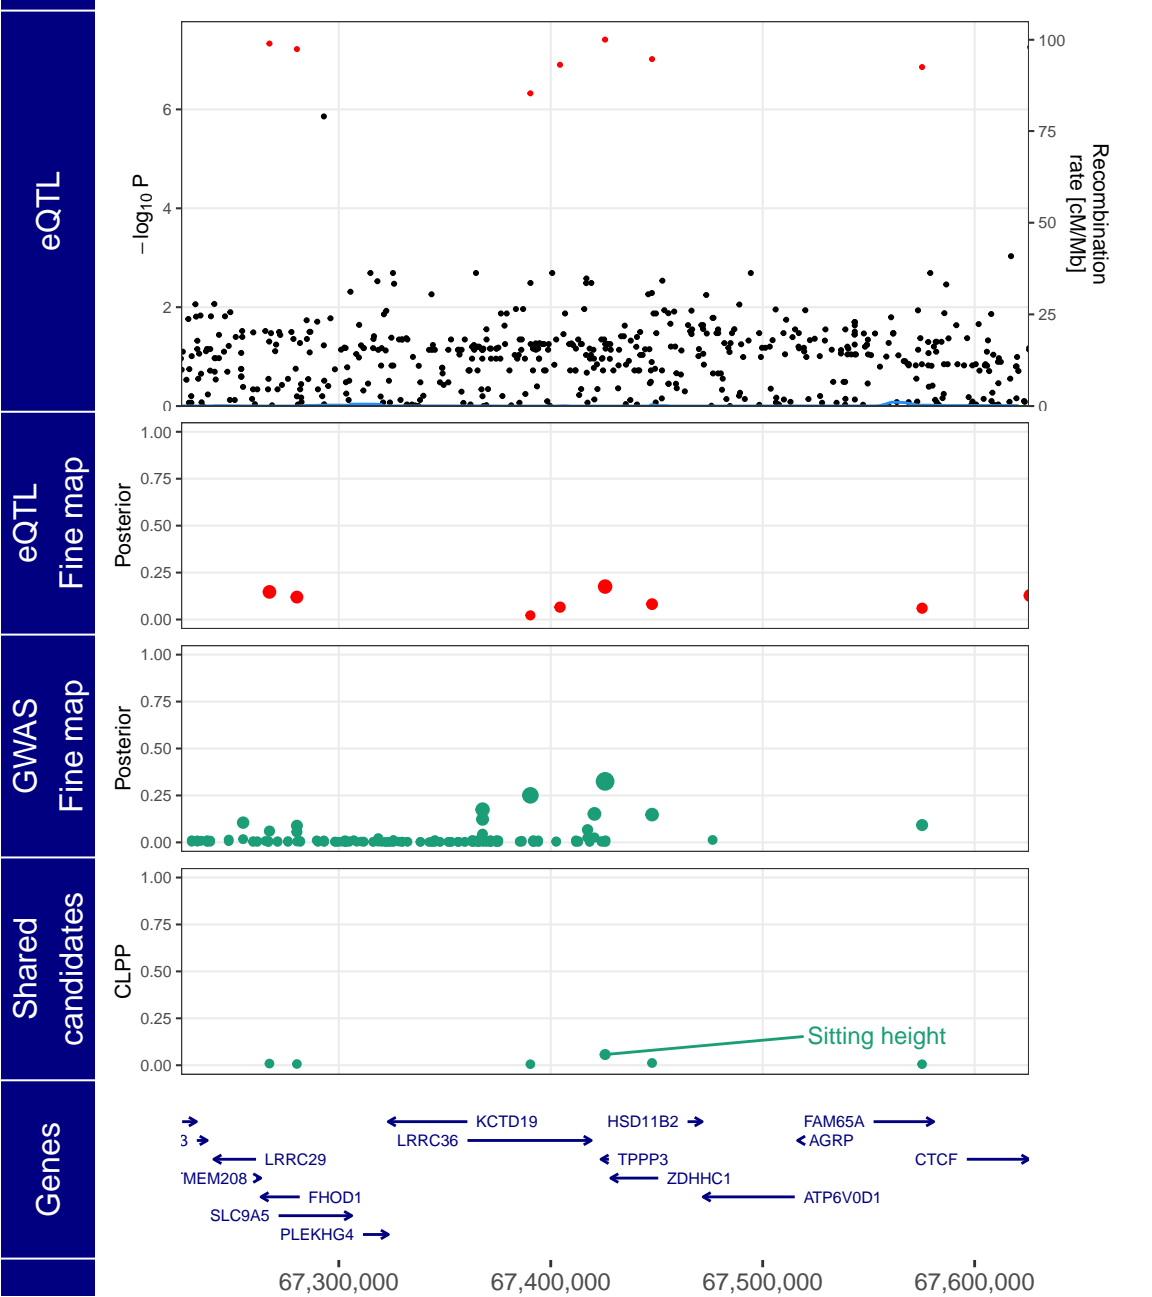 eQTL
−log10 P
6
4
2
0
100
75
50
25
0
Recombination
rate [cM/Mb]
eQTL
Fine map
Posterior
1.00
0.75
0.50
0.25
0.00
GWAS
Fine map
Posterior
1.00
0.75
0.50
0.25
0.00
Shared
candidates
CLPP
1.00
0.75
0.50
0.25
0.00
Sitting height
Genes
KCTD19
HSD11B2
FAM65A
3
LRRC36
AGRP
LRRC29
TPPP3
CTCF
TMEM208
ZDHHC1
FHOD1
ATP6V0D1
SLC9A5
PLEKHG4
67,300,000
67,400,000
67,500,000
67,600,000